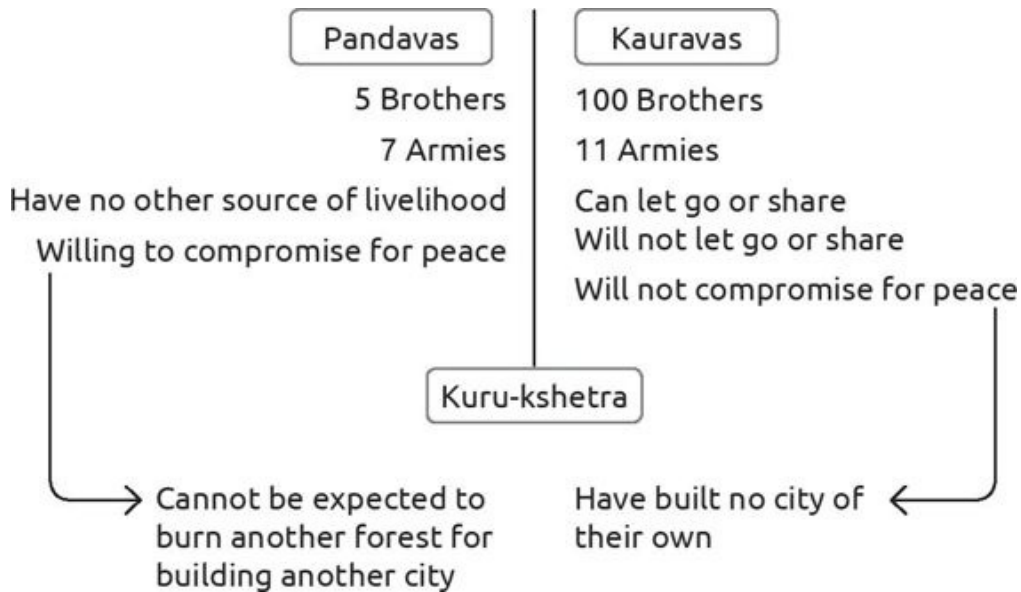 Pandavas
5 Brothers
7 Armies
Have no other source of livelihood
Willing to compromise for peace
Kauravas
100 Brothers
11 Armies
Can let go or share
Will not let go or share
Will not compromise for peace
Kuru-kshetra
Cannot be expected to
burn another forest for
building another city
Have built no city of
their own